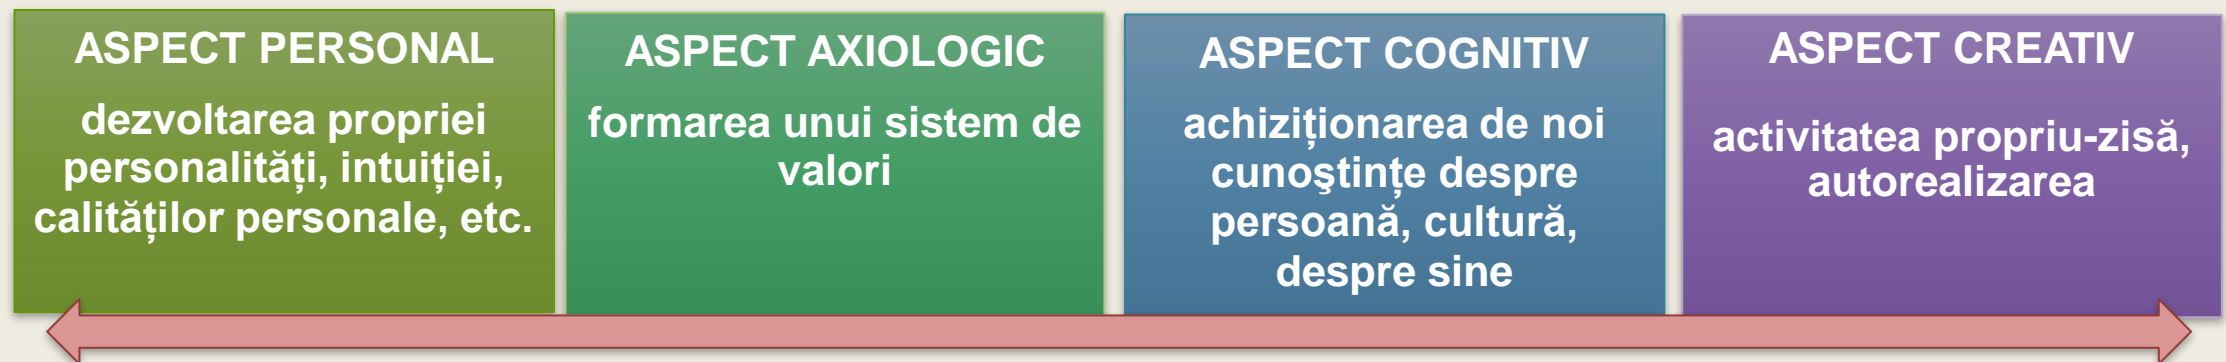 ASPECT PERSONAL
dezvoltarea propriei
personalități, intuiției,
calităților personale, etc.
ASPECT AXIOLOGIC
formarea unui sistem de
valori
ASPECT COGNITIV
achiziționarea de noi
cunoştințe despre
persoană, cultură,
despre sine
ASPECT CREATIV
activitatea propriu-zisă,
autorealizarea